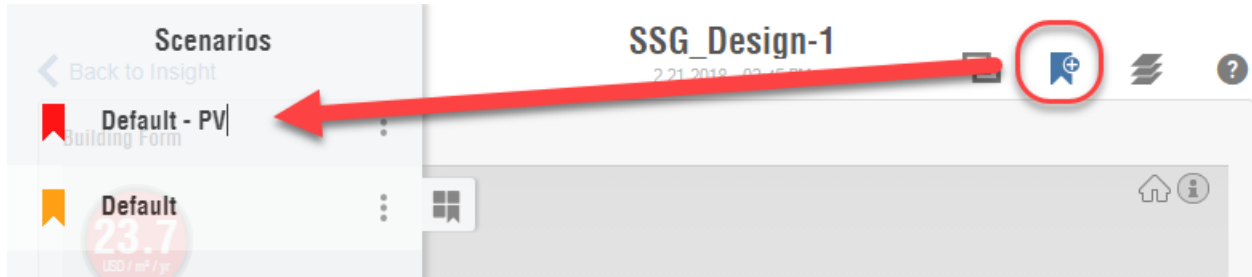 Scenarios
SSG_Design-1
Back to Insight
Default - PV
Building Form
Default
23.7
USD / m² / yr